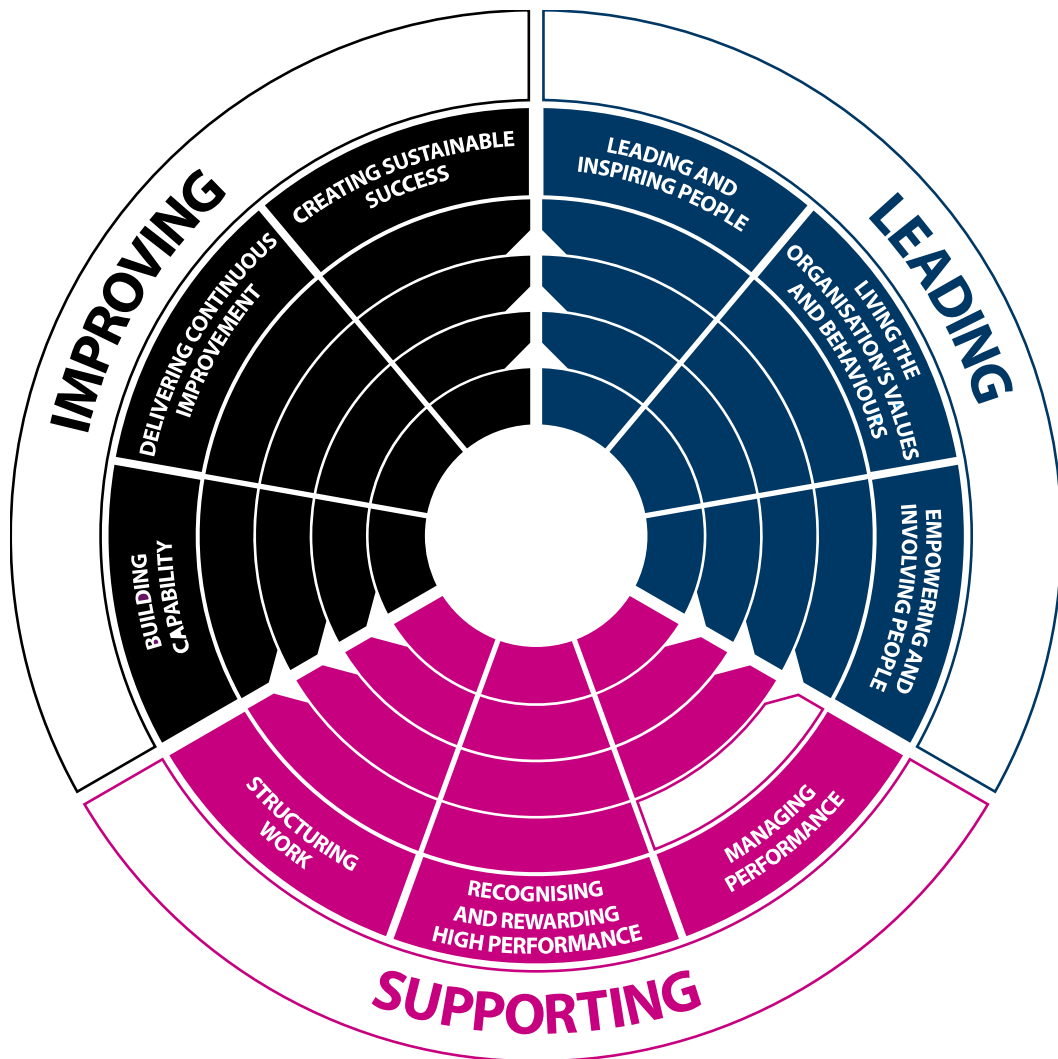 IMPROVING
LEADING
SUPPORTING
CREATING SUSTAINABLE
SUCCESS
DELIVERING CONTINUOUS
IMPROVEMENT
BUILDING
CAPABILITY
LEADING AND
INSPIRING PEOPLE
LIVING THE
ORGANISATION'S VALUES
AND BEHAVIOURS
EMPOWERING AND
INVOLVING PEOPLE
STRUCTURING
WORK
RECOGNISING
AND REWARDING
HIGH PERFORMANCE
MANAGING
PERFORMANCE